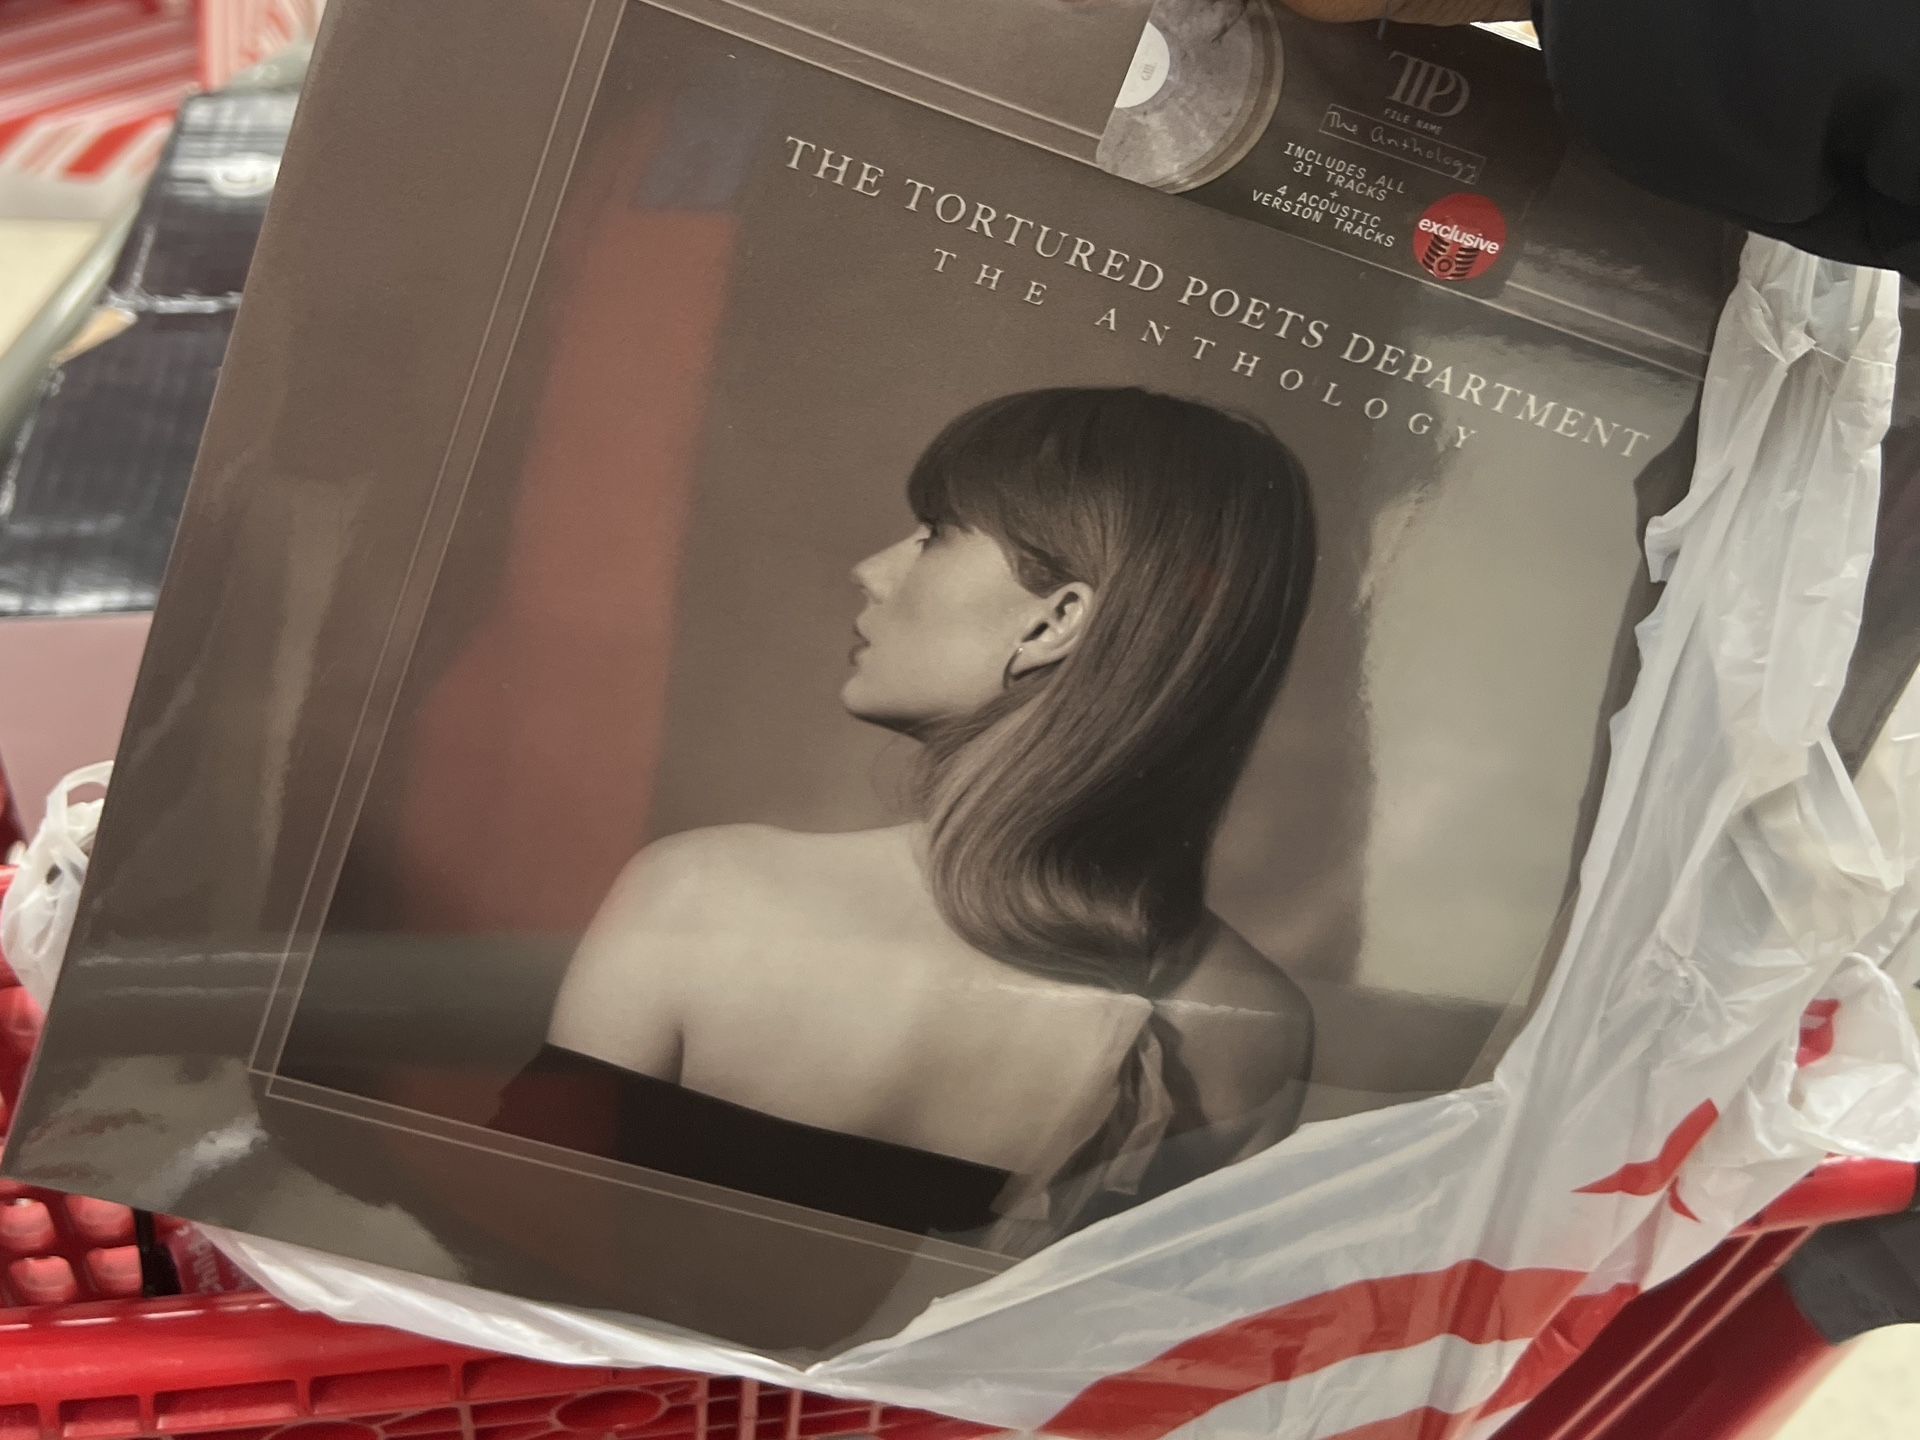 TTPD
FILE NAME
The Anthology
INCLUDES ALL
31 TRACKS
+
4 ACOUSTIC
VERSION TRACKS
exclusive
THE TORTURED POETS DEPARTMENT
THE ANTHOLOGY